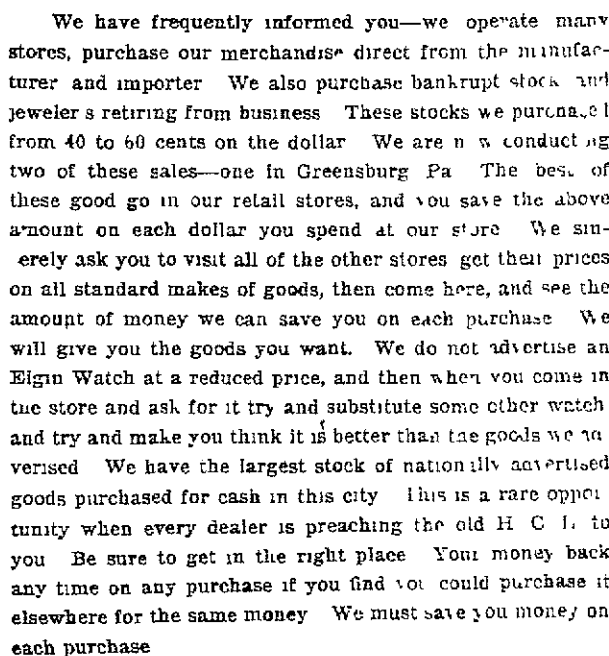 We have frequently informed you—we operate many
stores, purchase our merchandise direct from the manufac-
turer and importer We also purchase bankrupt stock and
jeweler s retiring from business These stocks we purchased
from 40 to 60 cents on the dollar We are now conducting
two of these sales—one in Greensburg Pa The best of
these good go in our retail stores, and you save the above
amount on each dollar you spend at our store We sin-
erely ask you to visit all of the other stores get their prices
on all standard makes of goods, then come here, and see the
amount of money we can save you on each purchase We
will give you the goods you want. We do not advertise an
Elgin Watch at a reduced price, and then when you come in
the store and ask for it try and substitute some other watch
and try and make you think it is better than the goods we ad
verised We have the largest stock of nationally advertised
goods purchased for cash in this city This is a rare oppor
tunity when every dealer is preaching the old H C L to
you Be sure to get in the right place Your money back
any time on any purchase if you find you could purchase it
elsewhere for the same money We must save you money on
each purchase